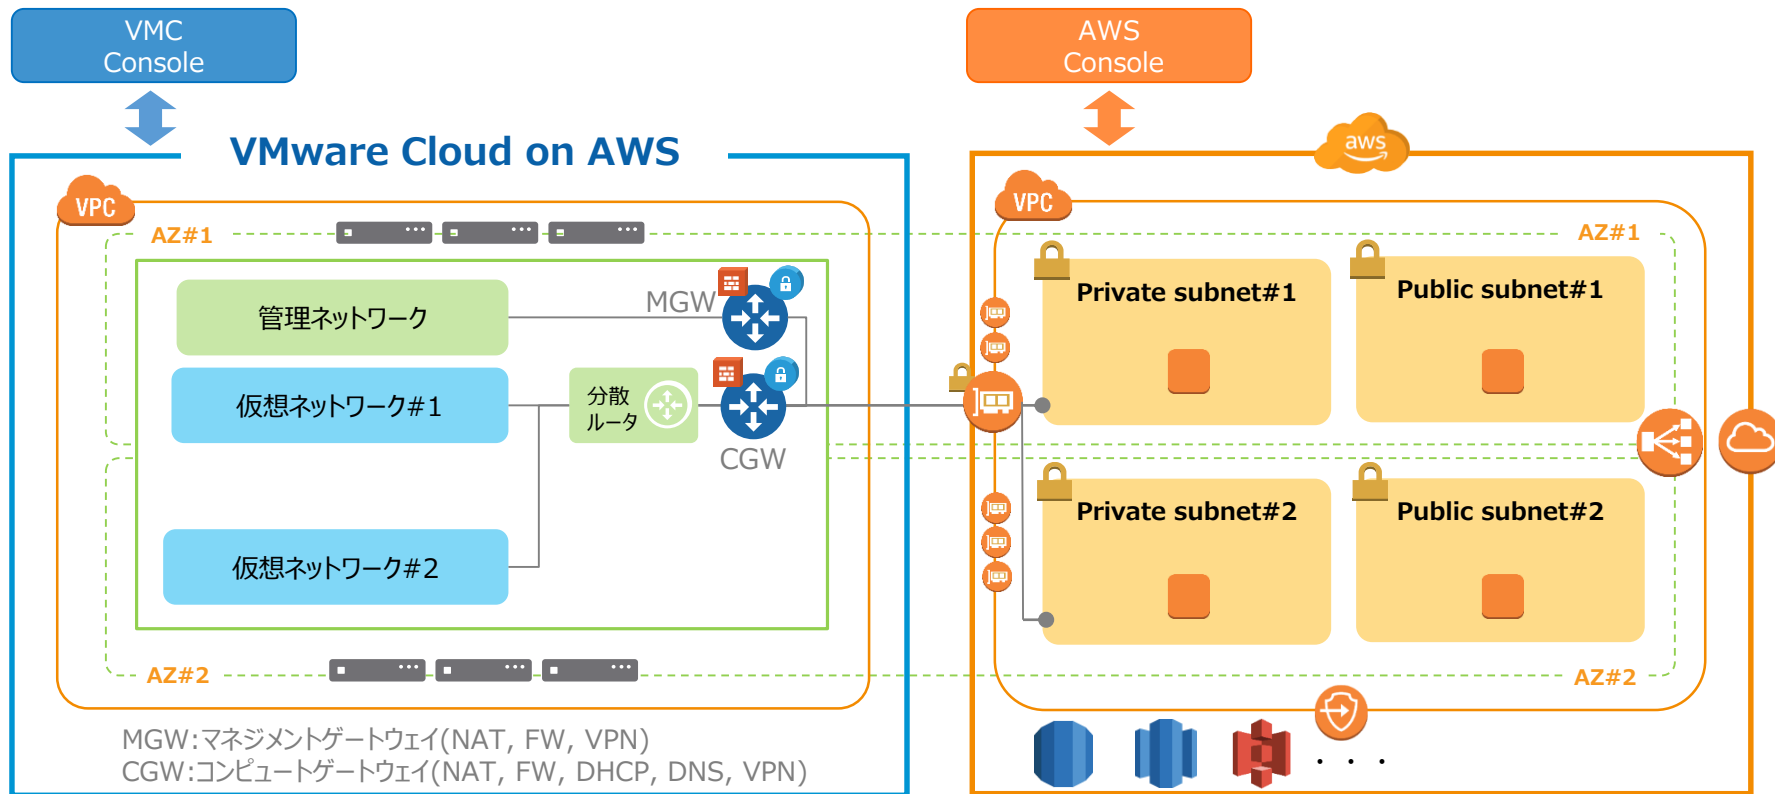 VMC
Console
AWS
Console
VMware Cloud on AWS
aws
VPC
VPC
AZ#1
AZ#1
管理ネットワーク
MGW
Private subnet#1
Public subnet#1
仮想ネットワーク#1
分散
ルータ
CGW
仮想ネットワーク#2
Private subnet#2
Public subnet#2
AZ#2
AZ#2
MGW:マネジメントゲートウェイ(NAT, FW, VPN)
CGW:コンピュートゲートウェイ(NAT, FW, DHCP, DNS, VPN)
・・・